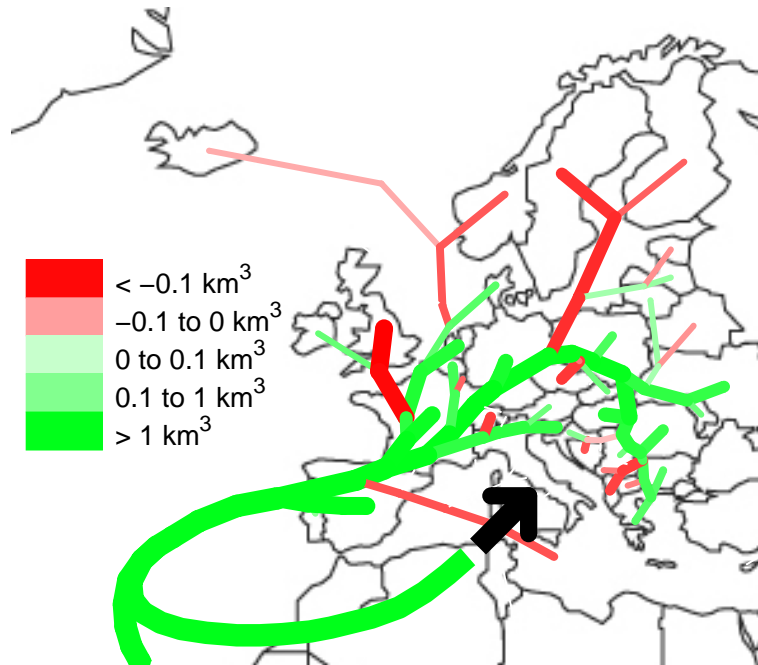 < −0.1 km³
−0.1 to 0 km³
0 to 0.1 km³
0.1 to 1 km³
> 1 km³